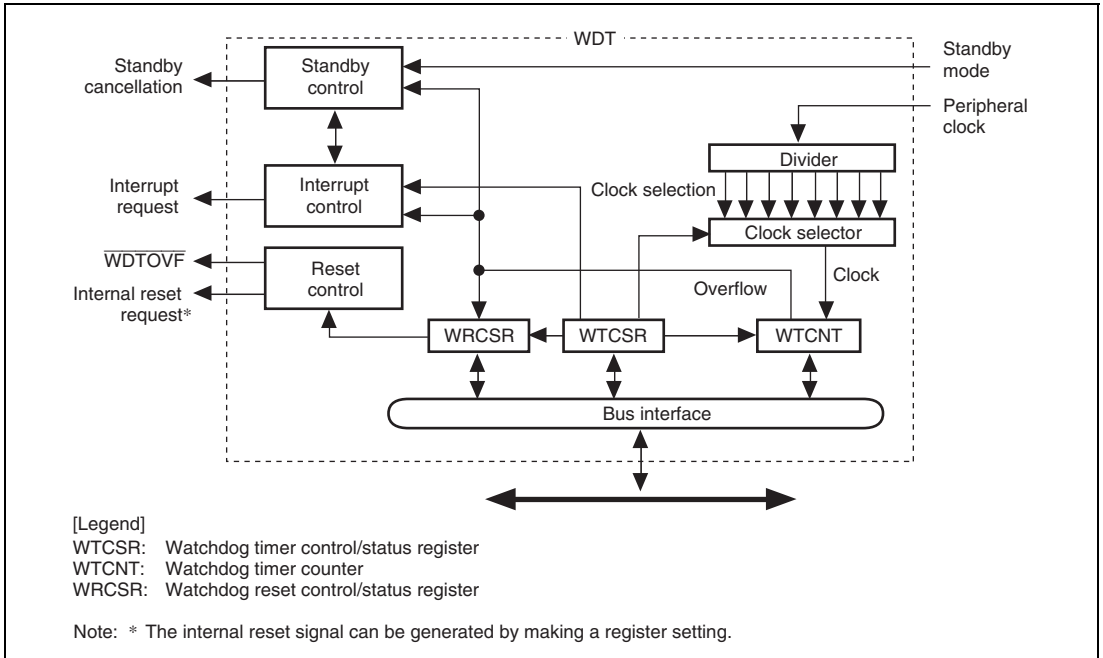 WDT
Standby
cancellation
Standby
control
Standby
mode
Peripheral
clock
Divider
Interrupt
request
Interrupt
control
Clock selection
Clock selector
WDTOVF
Internal reset
request*
Reset
control
Overflow
Clock
WRCSR
WTCSR
WTCNT
Bus interface
[Legend]
WTCSR: Watchdog timer control/status register
WTCNT: Watchdog timer counter
WRCSR: Watchdog reset control/status register
Note: * The internal reset signal can be generated by making a register setting.